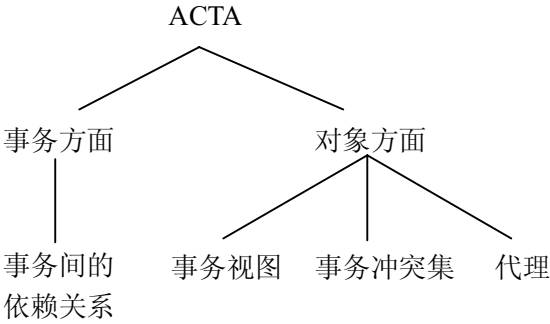 ACTA
事务方面
对象方面
事务间的
依赖关系
事务视图
事务冲突集
代理